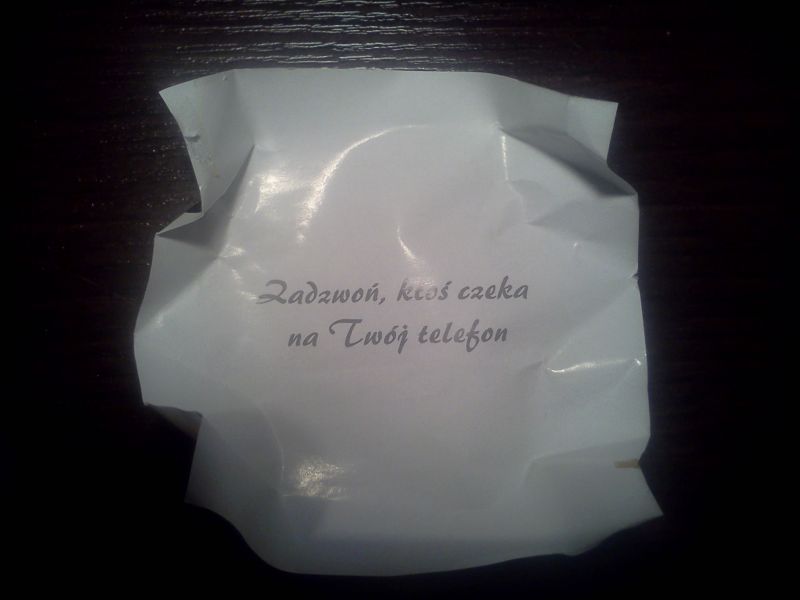 Zadzwoń, ktoś czeka
na Twój telefon